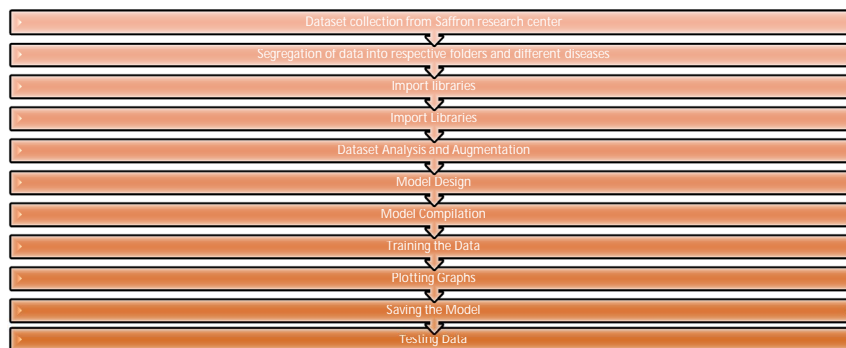 Dataset collection from Saffron research center
Segregation of data into respective folders and different diseases
Import libraries
Import Libraries
Dataset Analysis and Augmentation
Model Design
Model Compilation
Training the Data
Plotting Graphs
Saving the Model
Testing Data